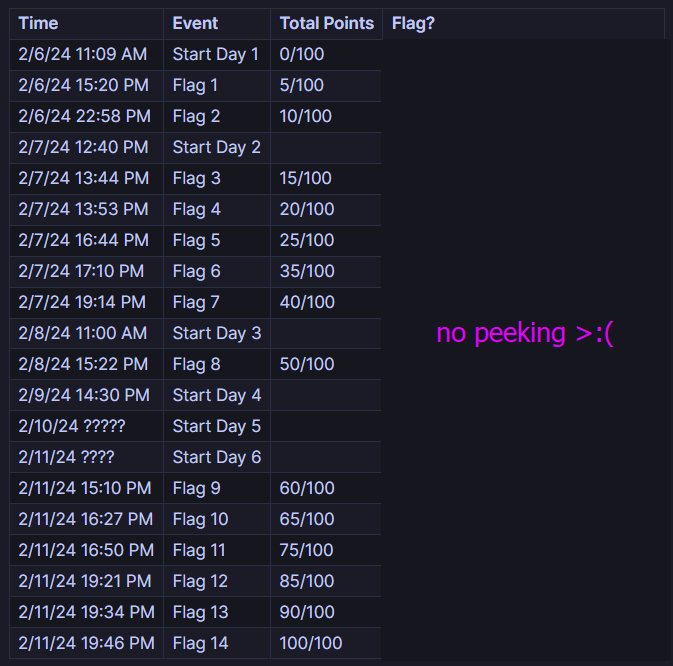 Time Event Total Points Flag?
2/6/24 11:09 AM Start Day 1 0/100
2/6/24 15:20 PM Flag 1 5/100
2/6/24 22:58 PM Flag 2 10/100
2/7/24 12:40 PM Start Day 2
2/7/24 13:44 PM Flag 3 15/100
2/7/24 13:53 PM Flag 4 20/100
2/7/24 16:44 PM Flag 5 25/100
2/7/24 17:10 PM Flag 6 35/100
2/7/24 19:14 PM Flag 7 40/100
2/8/24 11:00 AM Start Day 3
no peeking >:(
2/8/24 15:22 PM Flag 8 50/100
2/9/24 14:30 PM Start Day 4
2/10/24 ????? Start Day 5
2/11/24 ???? Start Day 6
2/11/24 15:10 PM Flag 9 60/100
2/11/24 16:27 PM Flag 10 65/100
2/11/24 16:50 PM Flag 11 75/100
2/11/24 19:21 PM Flag 12 85/100
2/11/24 19:34 PM Flag 13 90/100
2/11/24 19:46 PM Flag 14 100/100